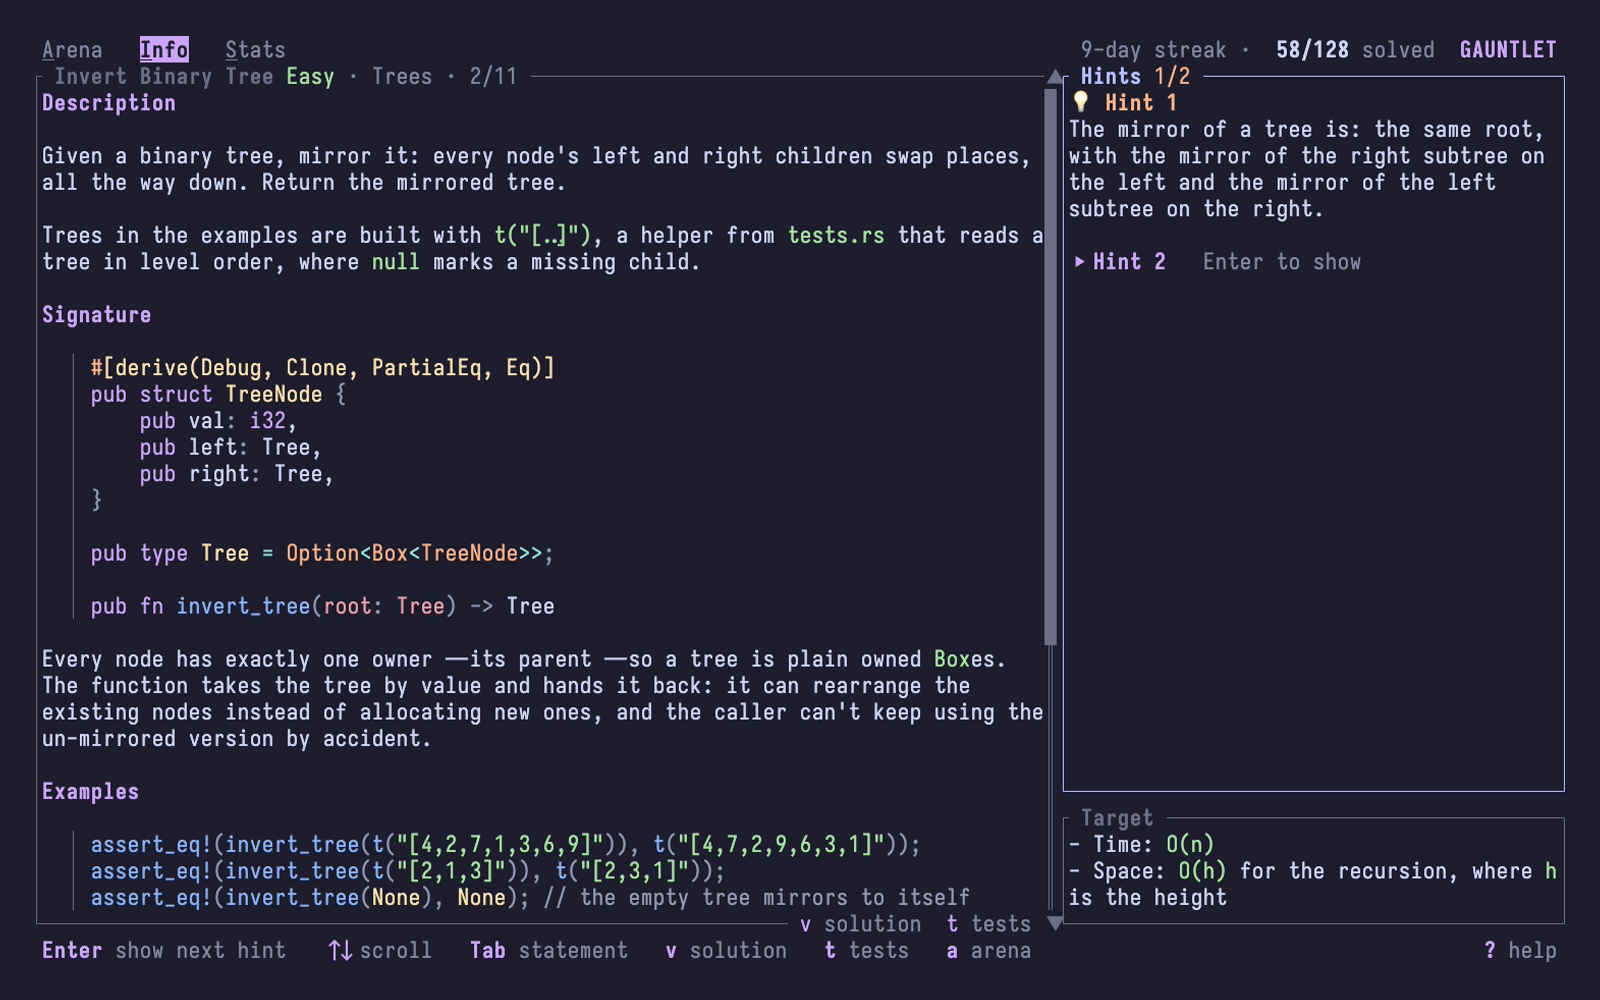 Arena Info Stats 9-day streak · 58/128 solved GAUNTLET
Invert Binary Tree Easy · Trees · 2/11
Description
Given a binary tree, mirror it: every node's left and right children swap places,
all the way down. Return the mirrored tree.
Trees in the examples are built with t("[…]"), a helper from tests.rs that reads a
tree in level order, where null marks a missing child.
Signature
#[derive(Debug, Clone, PartialEq, Eq)]
pub struct TreeNode {
    pub val: i32,
    pub left: Tree,
    pub right: Tree,
}
pub type Tree = Option<Box<TreeNode>>;
pub fn invert_tree(root: Tree) -> Tree
Every node has exactly one owner —its parent —so a tree is plain owned Boxes.
The function takes the tree by value and hands it back: it can rearrange the
existing nodes instead of allocating new ones, and the caller can't keep using the
un-mirrored version by accident.
Examples
assert_eq!(invert_tree(t("[4,2,7,1,3,6,9]")), t("[4,7,2,9,6,3,1]"));
assert_eq!(invert_tree(t("[2,1,3]")), t("[2,3,1]"));
assert_eq!(invert_tree(None), None); // the empty tree mirrors to itself
v solution t tests
Hints 1/2
💡 Hint 1
The mirror of a tree is: the same root,
with the mirror of the right subtree on
the left and the mirror of the left
subtree on the right.
▶ Hint 2 Enter to show
Target
- Time: O(n)
- Space: O(h) for the recursion, where h
is the height
Enter show next hint ↑↓ scroll Tab statement v solution t tests a arena ? help